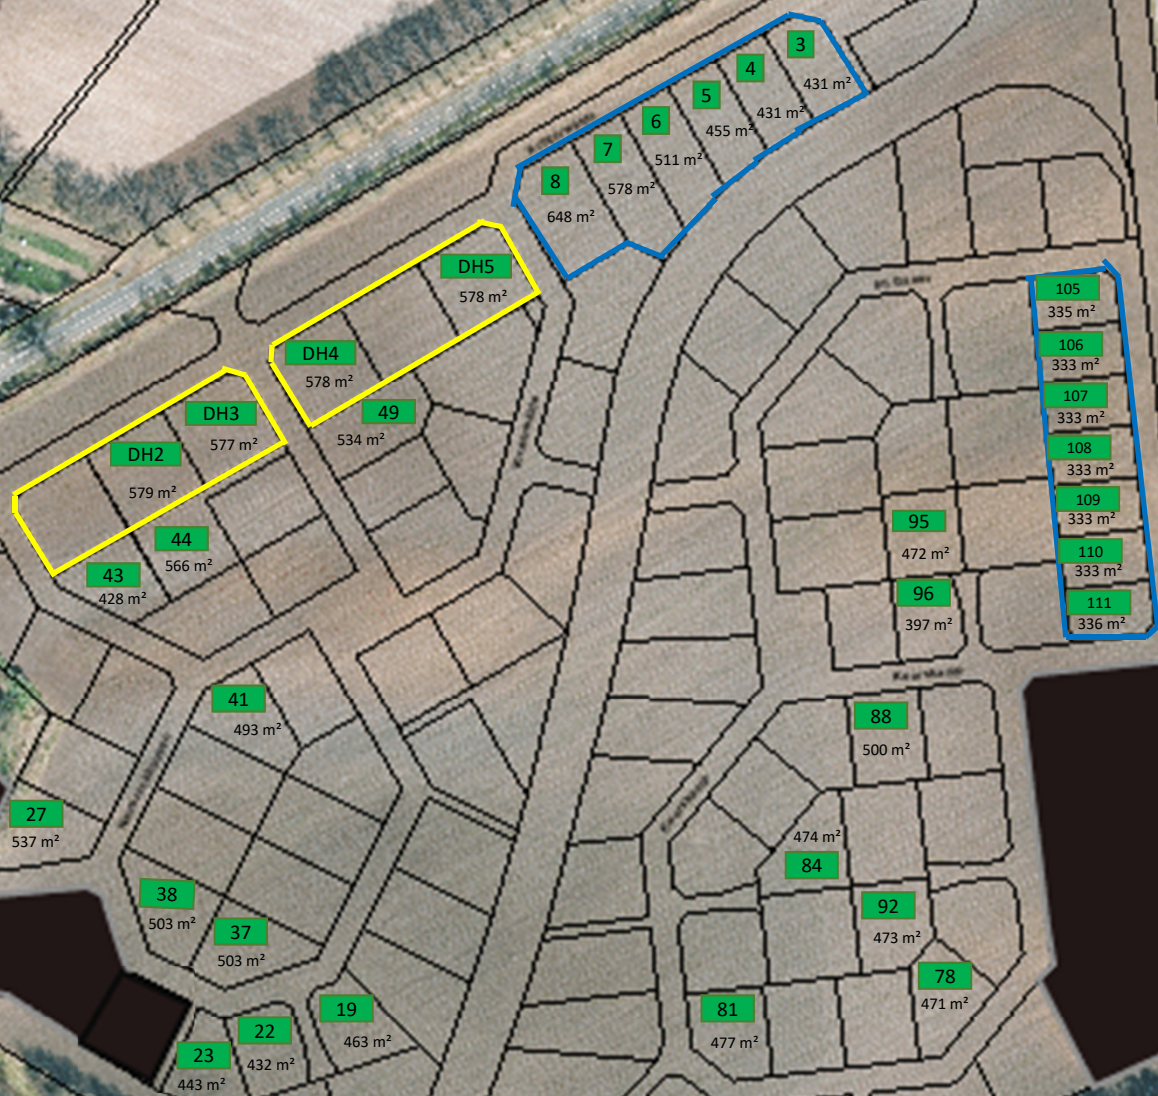 3
431 m²
4
431 m²
5
455 m²
6
511 m²
7
578 m²
8
648 m²
DH5
578 m²
DH4
578 m²
49
534 m²
DH3
577 m²
DH2
579 m²
44
566 m²
43
428 m²
105
335 m²
106
333 m²
107
333 m²
108
333 m²
109
333 m²
110
333 m²
111
336 m²
95
472 m²
96
397 m²
41
493 m²
88
500 m²
27
537 m²
474 m²
84
38
503 m²
37
503 m²
92
473 m²
78
471 m²
19
463 m²
81
477 m²
22
432 m²
23
443 m²